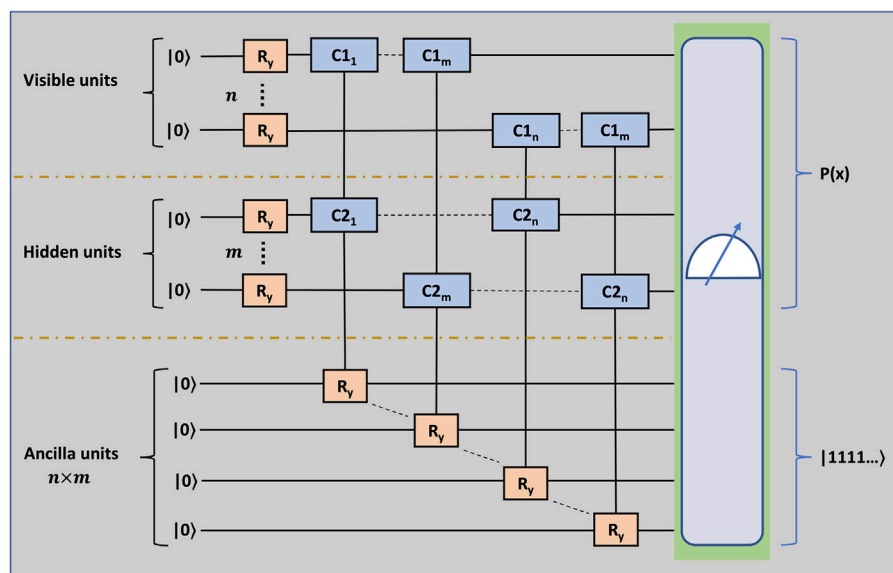 |0⟩ R_y C1_1 C1_m
Visible units
n
|0⟩ R_y C1_n C1_m
P(x)
|0⟩ R_y C2_1 C2_n
Hidden units
m
|0⟩ R_y C2_m C2_n
|0⟩ R_y
|0⟩ R_y
Ancilla units
|1111...⟩
n×m
|0⟩ R_y
|0⟩ R_y